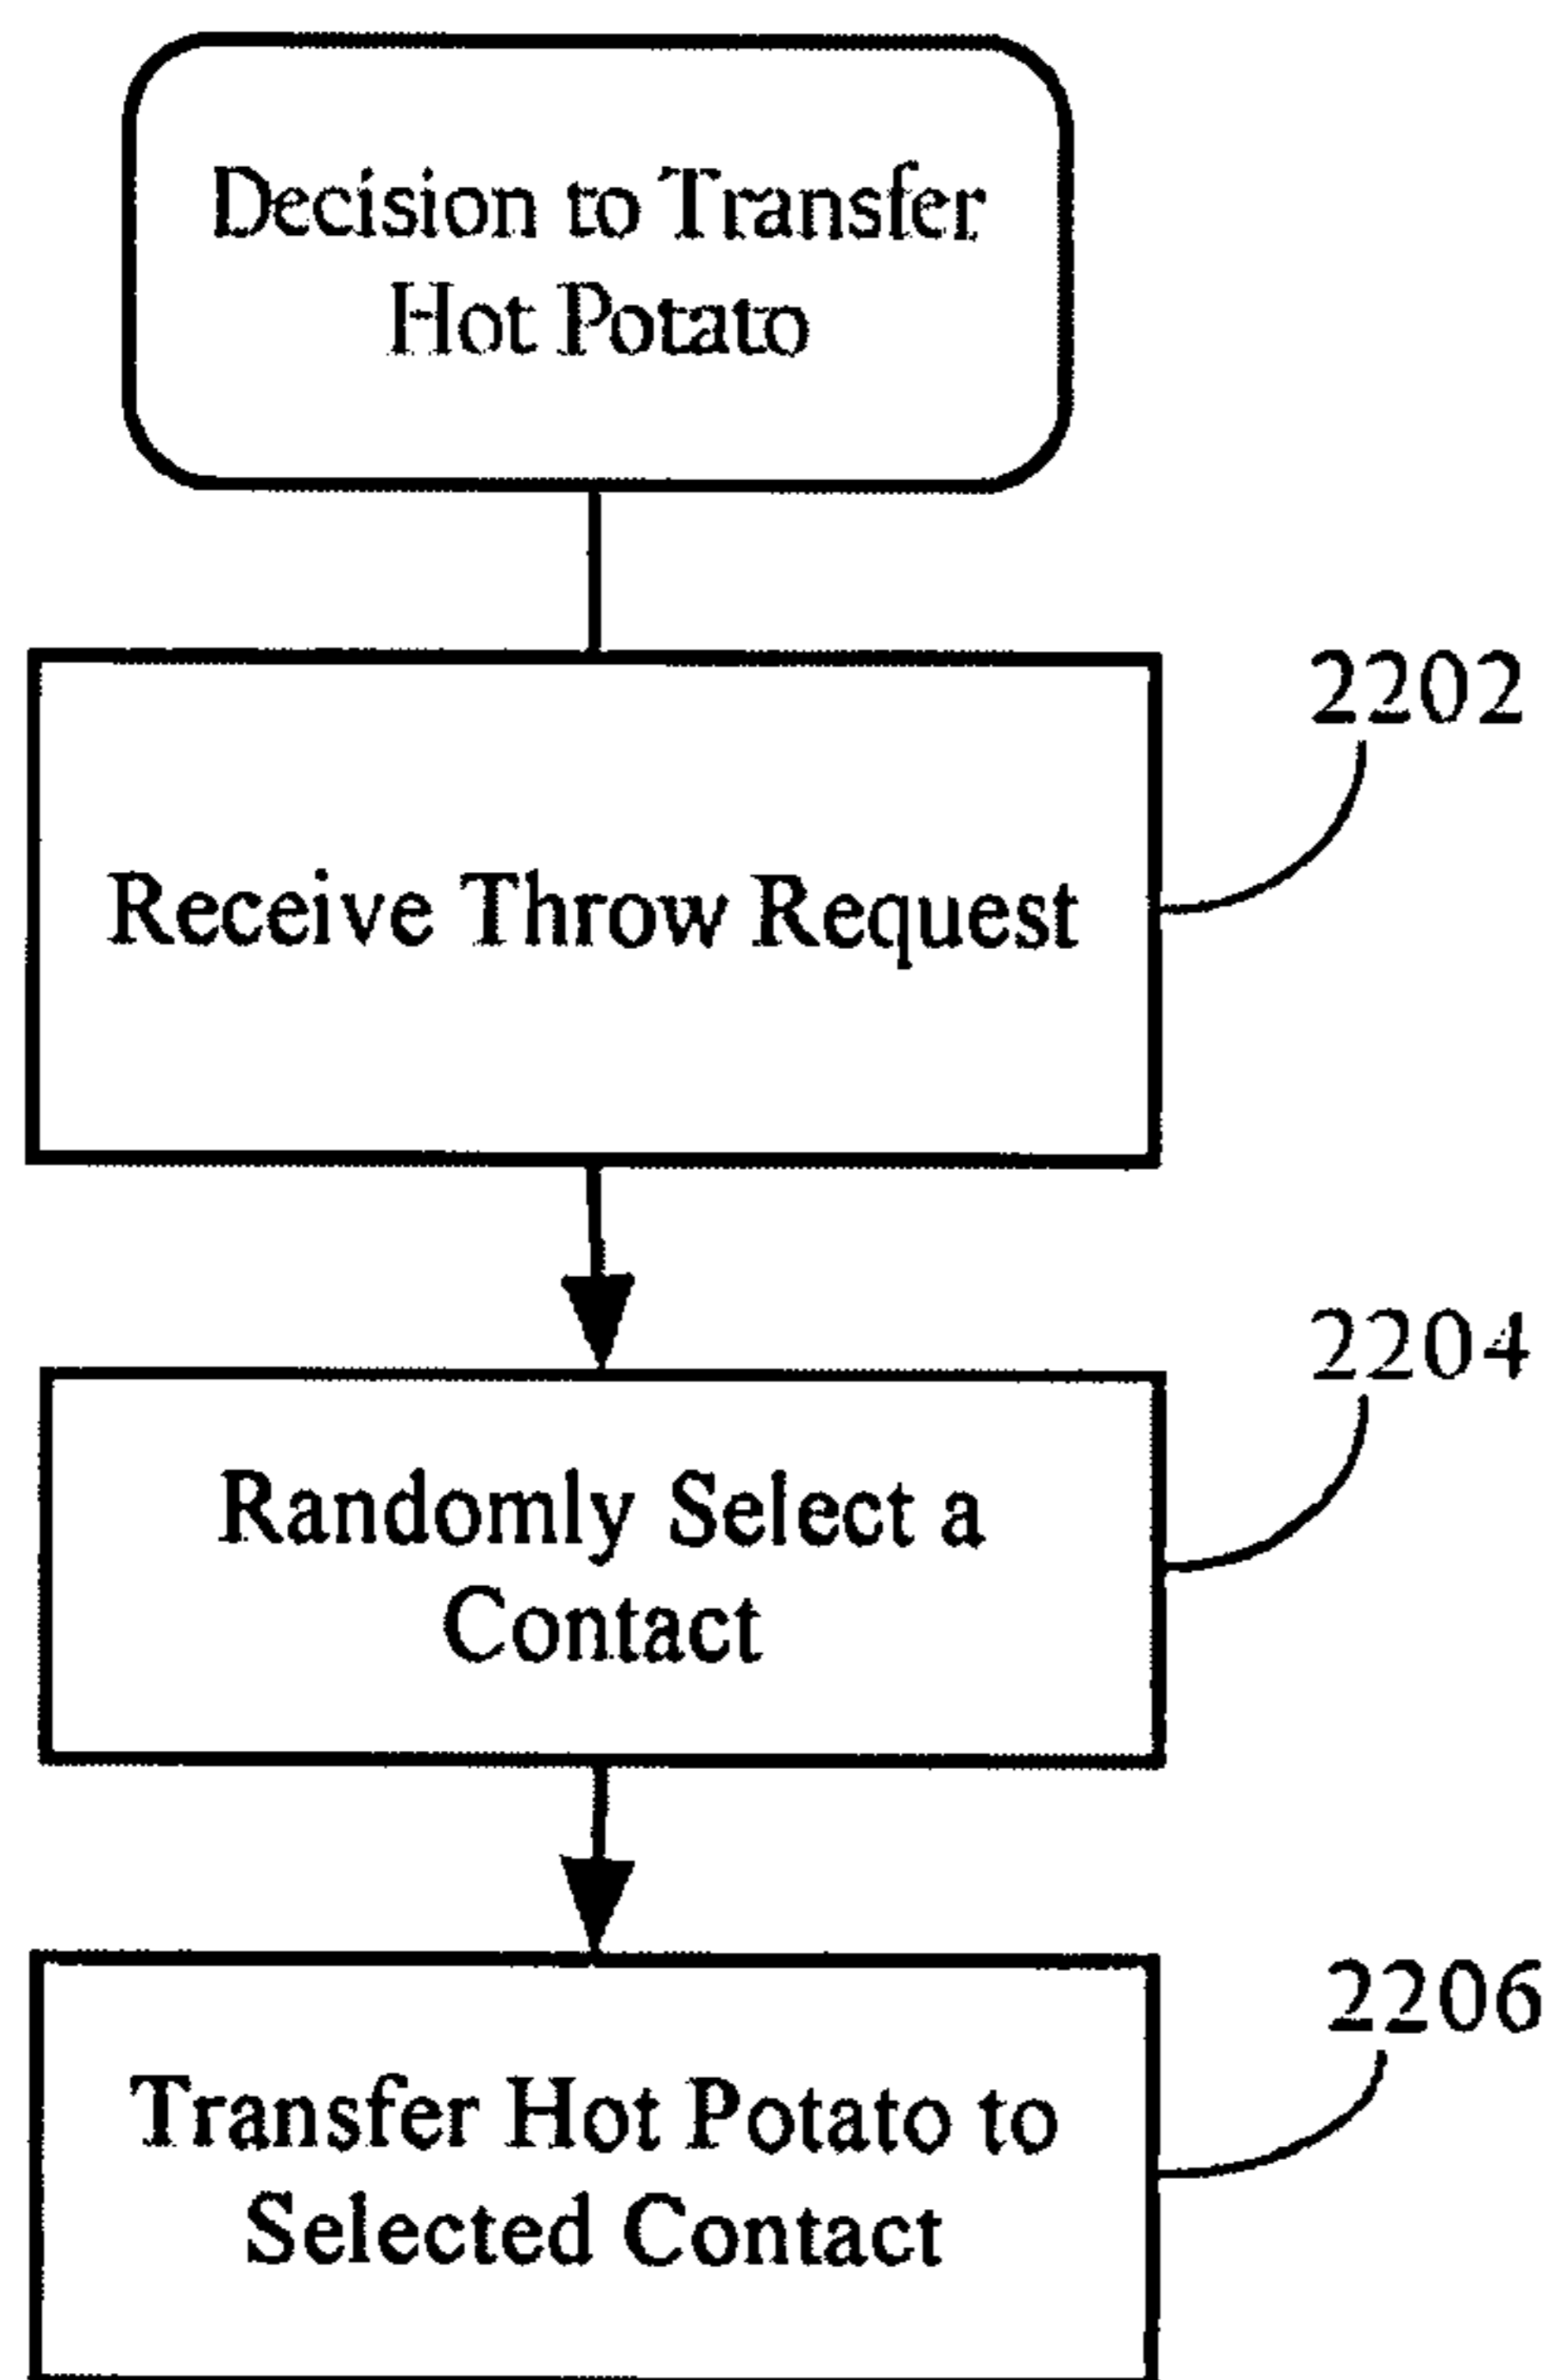 Decision to Transfer
Hot Potato
2202
Receive Throw Request
2204
Randomly Select a
Contact
2206
Transfer Hot Potato to
Selected Contact